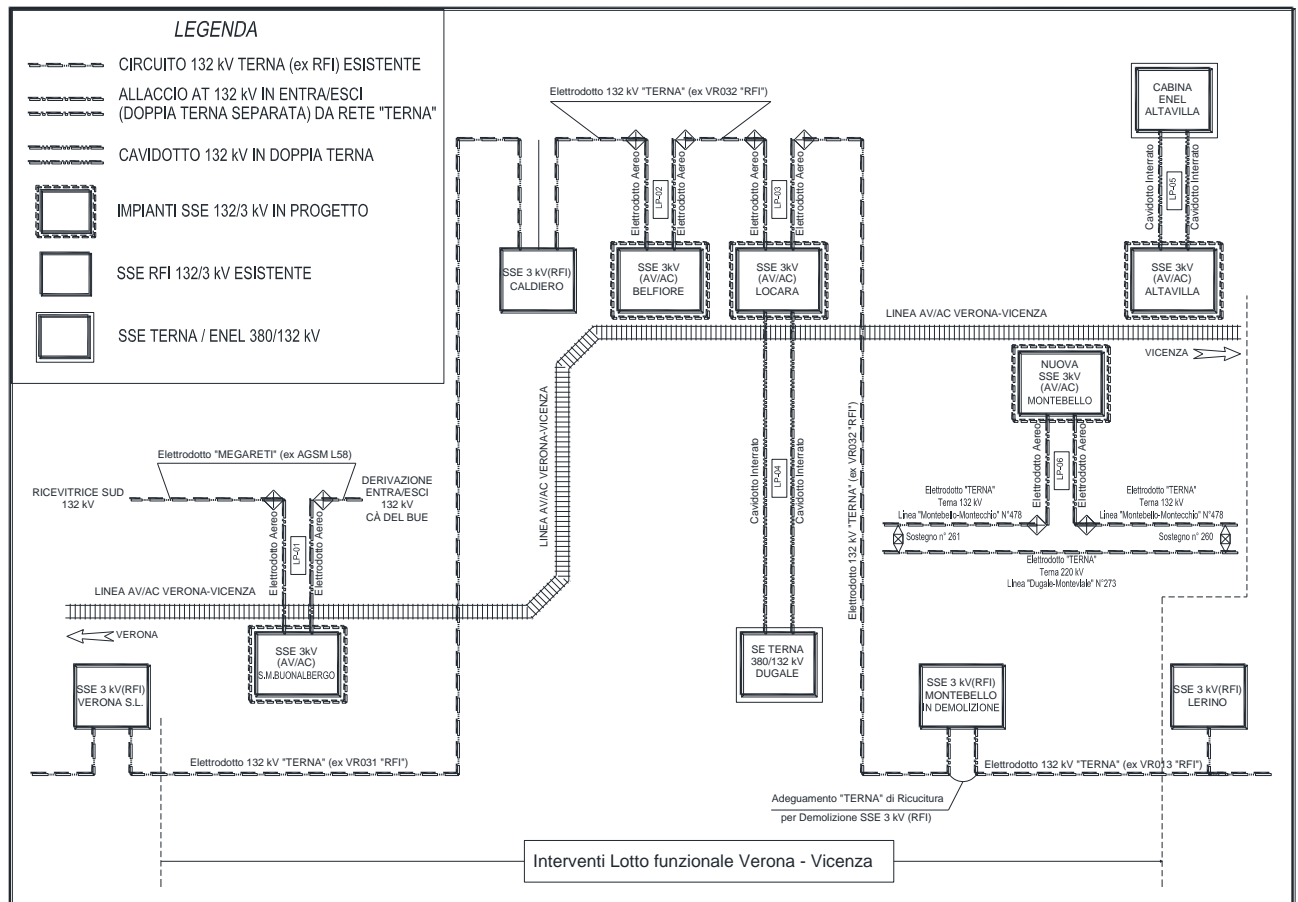 LEGENDA
CIRCUITO 132 kV TERNA (ex RFI) ESISTENTE
ALLACCIO AT 132 kV IN ENTRA/ESCI
(DOPPIA TERNA SEPARATA) DA RETE "TERNA"
CAVIDOTTO 132 kV IN DOPPIA TERNA
IMPIANTI SSE 132/3 kV IN PROGETTO
SSE RFI 132/3 kV ESISTENTE
SSE TERNA / ENEL 380/132 kV
Elettrodotto 132 kV "TERNA" (ex VR032 "RFI")
CABINA
ENEL
ALTAVILLA
Elettrodotto Aereo
LP-02
Elettrodotto Aereo
Elettrodotto Aereo
LP-03
Elettrodotto Aereo
Cavidotto Interrato
LP-05
Cavidotto Interrato
SSE 3 kV(RFI)
CALDIERO
SSE 3kV
(AV/AC)
BELFIORE
SSE 3kV
(AV/AC)
LOCARA
SSE 3kV
(AV/AC)
ALTAVILLA
LINEA AV/AC VERONA-VICENZA
VICENZA
NUOVA
SSE 3kV
(AV/AC)
MONTEBELLO
LINEA AV/AC VERONA-VICENZA
Cavidotto Interrato
LP-04
Cavidotto Interrato
Elettrodotto 132 kV "TERNA" (ex VR032 "RFI")
Elettrodotto Aereo
LP-06
Elettrodotto Aereo
Elettrodotto "MEGARETI" (ex AGSM L58)
RICEVITRICE SUD
132 kV
DERIVAZIONE
ENTRA/ESCI
132 kV
CÀ DEL BUE
Elettrodotto Aereo
LP-01
Elettrodotto Aereo
Elettrodotto "TERNA"
Terna 132 kV
Linea "Montebello-Montecchio" N°478
Elettrodotto "TERNA"
Terna 132 kV
Linea "Montebello-Montecchio" N°478
Sostegno n° 261
Sostegno n° 260
Elettrodotto "TERNA"
Terna 220 kV
Linea "Dugale-Monteviale" N°273
LINEA AV/AC VERONA-VICENZA
VERONA
SSE 3kV
(AV/AC)
S.M.BUONALBERGO
SE TERNA
380/132 kV
DUGALE
SSE 3 kV(RFI)
VERONA S.L.
SSE 3 kV(RFI)
MONTEBELLO
IN DEMOLIZIONE
SSE 3 kV(RFI)
LERINO
Elettrodotto 132 kV "TERNA" (ex VR031 "RFI")
Elettrodotto 132 kV "TERNA" (ex VR013 "RFI")
Adeguamento "TERNA" di Ricucitura
per Demolizione SSE 3 kV (RFI)
Interventi Lotto funzionale Verona - Vicenza